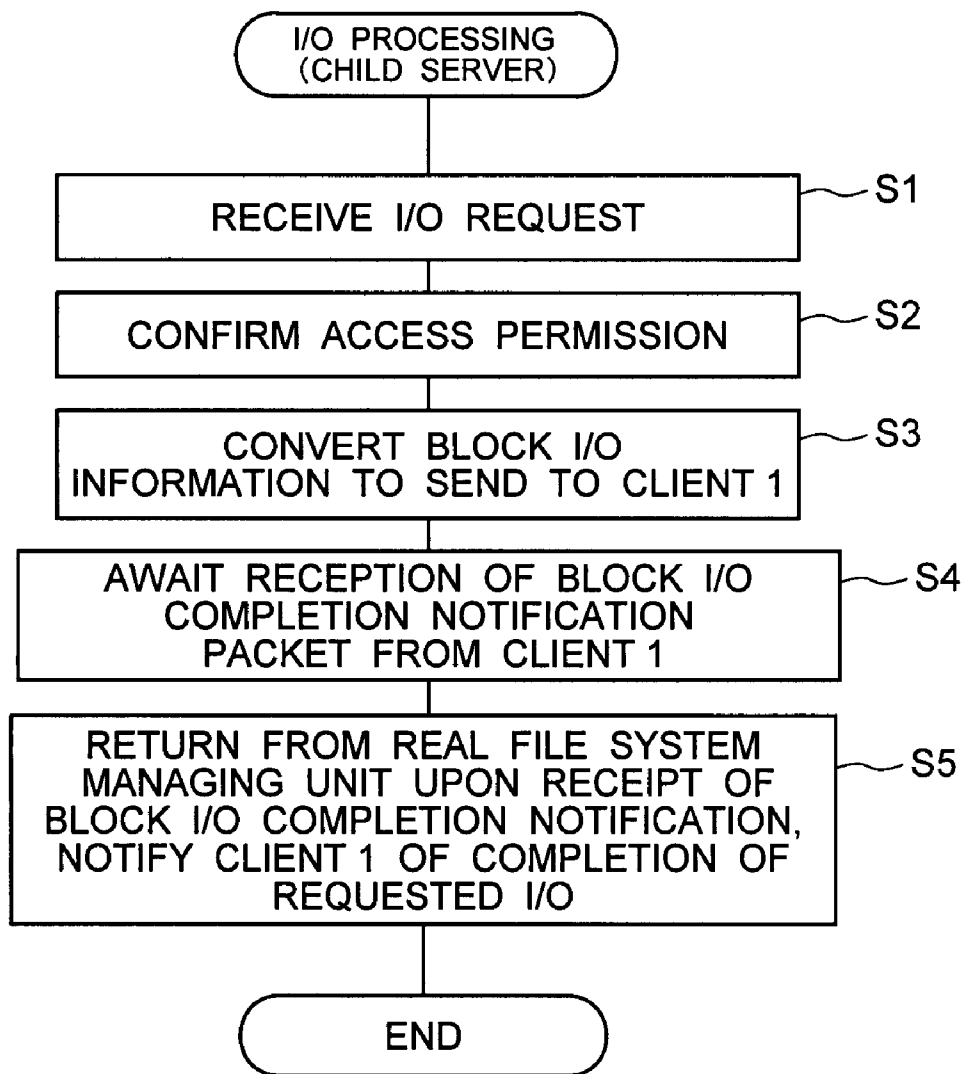 I/O PROCESSING
(CHILD SERVER)
RECEIVE I/O REQUEST
S1
CONFIRM ACCESS PERMISSION
S2
CONVERT BLOCK I/O
INFORMATION TO SEND TO CLIENT 1
S3
AWAIT RECEPTION OF BLOCK I/O
COMPLETION NOTIFICATION
PACKET FROM CLIENT 1
S4
RETURN FROM REAL FILE SYSTEM
MANAGING UNIT UPON RECEIPT OF
BLOCK I/O COMPLETION NOTIFICATION,
NOTIFY CLIENT 1 OF COMPLETION OF
REQUESTED I/O
S5
END